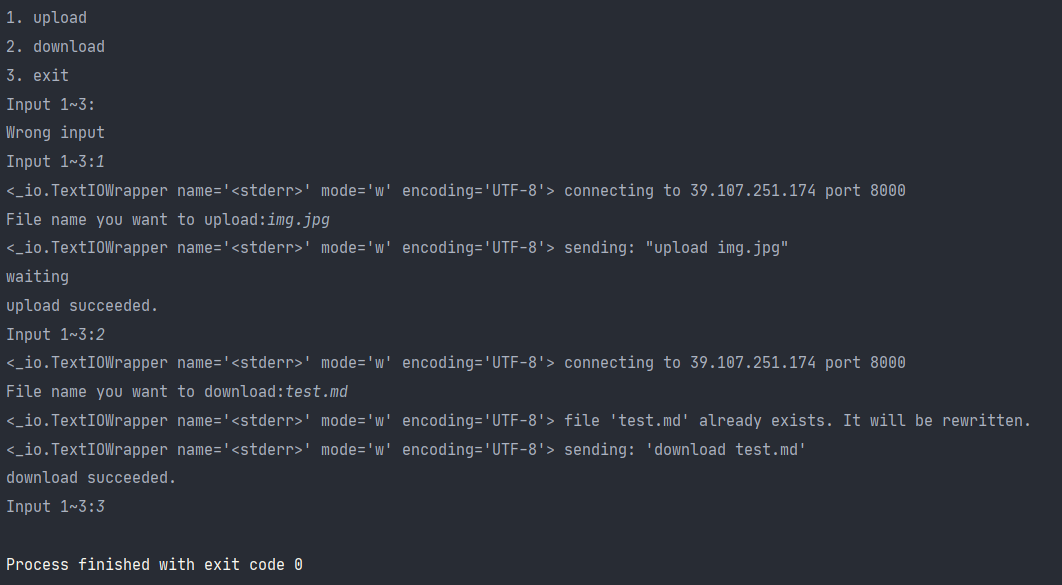 1. upload
2. download
3. exit
Input 1~3:
Wrong input
Input 1~3:1
<_io.TextIOWrapper name='<stderr>' mode='w' encoding='UTF-8'> connecting to 39.107.251.174 port 8000
File name you want to upload:img.jpg
<_io.TextIOWrapper name='<stderr>' mode='w' encoding='UTF-8'> sending: "upload img.jpg"
waiting
upload succeeded.
Input 1~3:2
<_io.TextIOWrapper name='<stderr>' mode='w' encoding='UTF-8'> connecting to 39.107.251.174 port 8000
File name you want to download:test.md
<_io.TextIOWrapper name='<stderr>' mode='w' encoding='UTF-8'> file 'test.md' already exists. It will be rewritten.
<_io.TextIOWrapper name='<stderr>' mode='w' encoding='UTF-8'> sending: 'download test.md'
download succeeded.
Input 1~3:3
Process finished with exit code 0